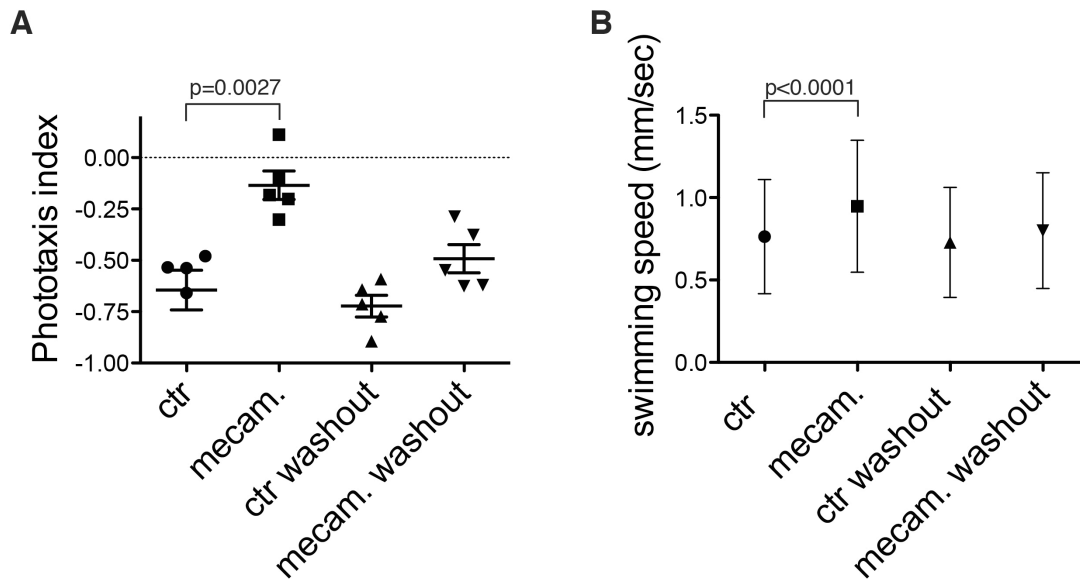 A
p=0.0027
Phototaxis index
0.00
-0.25
-0.50
-0.75
-1.00
ctr
mecam.
ctr washout
mecam. washout
B
p<0.0001
swimming speed (mm/sec)
1.5
1.0
0.5
0.0
ctr
mecam.
ctr washout
mecam. washout